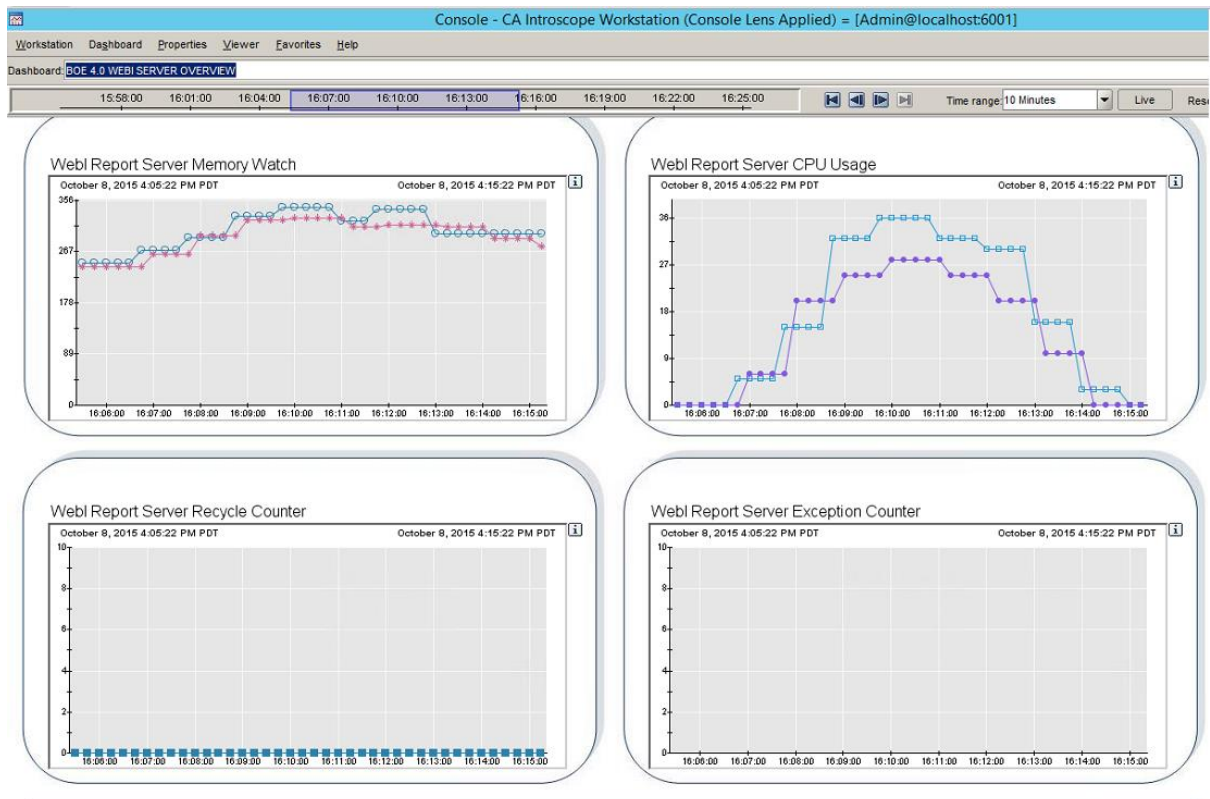 Console - CA Introscope Workstation (Console Lens Applied) = [Admin@localhost:6001]
Workstation Dashboard Properties Viewer Favorites Help
Dashboard: BOE 4.0 WEBI SERVER OVERVIEW
15:58:00 16:01:00 16:04:00 16:07:00 16:10:00 16:13:00 16:16:00 16:19:00 16:22:00 16:25:00 Time range: 10 Minutes Live
WebI Report Server Memory Watch
October 8, 2015 4:05:22 PM PDT October 8, 2015 4:15:22 PM PDT
356
267
178
89
0
16:06:00 16:07:00 16:08:00 16:09:00 16:10:00 16:11:00 16:12:00 16:13:00 16:14:00 16:15:00
WebI Report Server CPU Usage
October 8, 2015 4:05:22 PM PDT October 8, 2015 4:15:22 PM PDT
36
27
18
9
0
16:06:00 16:07:00 16:08:00 16:09:00 16:10:00 16:11:00 16:12:00 16:13:00 16:14:00 16:15:00
WebI Report Server Recycle Counter
October 8, 2015 4:05:22 PM PDT October 8, 2015 4:15:22 PM PDT
10
8
6
4
2
0
16:06:00 16:07:00 16:08:00 16:09:00 16:10:00 16:11:00 16:12:00 16:13:00 16:14:00 16:15:00
WebI Report Server Exception Counter
October 8, 2015 4:05:22 PM PDT October 8, 2015 4:15:22 PM PDT
10
8
6
4
2
0
16:06:00 16:07:00 16:08:00 16:09:00 16:10:00 16:11:00 16:12:00 16:13:00 16:14:00 16:15:00